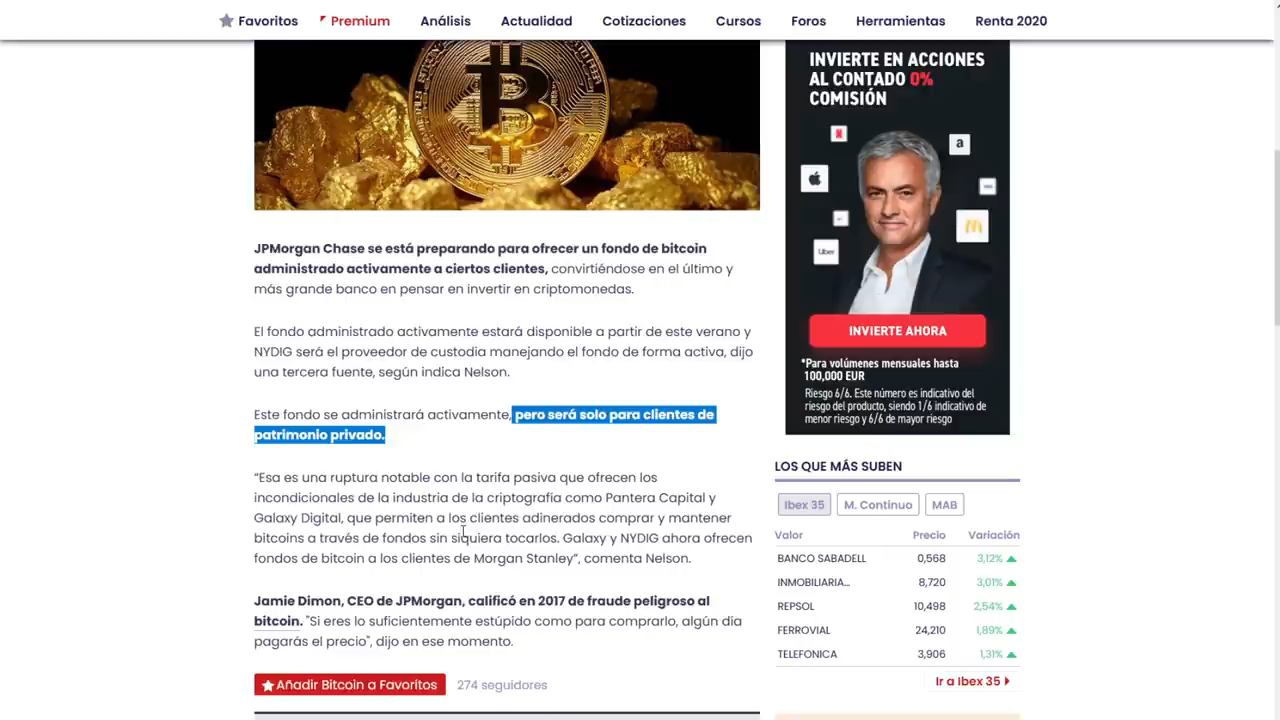 Favoritos
Premium
Análisis
Actualidad
Cotizaciones
Cursos
Foros
Herramientas
Renta 2020
JPMorgan Chase se está preparando para ofrecer un fondo de bitcoin
administrado activamente a ciertos clientes, convirtiéndose en el último y
más grande banco en pensar en invertir en criptomonedas.
El fondo administrado activamente estará disponible a partir de este verano y
NYDIG será el proveedor de custodia manejando el fondo de forma activa, dijo
una tercera fuente, según indica Nelson.
Este fondo se administrará activamente, pero será solo para clientes de
patrimonio privado.
“Esa es una ruptura notable con la tarifa pasiva que ofrecen los
incondicionales de la industria de la criptografía como Pantera Capital y
Galaxy Digital, que permiten a los clientes adinerados comprar y mantener
bitcoins a través de fondos sin siquiera tocarlos. Galaxy y NYDIG ahora ofrecen
fondos de bitcoin a los clientes de Morgan Stanley”, comenta Nelson.
Jamie Dimon, CEO de JPMorgan, calificó en 2017 de fraude peligroso al
bitcoin. "Si eres lo suficientemente estúpido como para comprarlo, algún día
pagarás el precio", dijo en ese momento.
Añadir Bitcoin a Favoritos
274 seguidores
INVIERTE EN ACCIONES
AL CONTADO 0%
COMISIÓN
a
Uber
INVIERTE AHORA
*Para volúmenes mensuales hasta
100,000 EUR
Riesgo 6/6. Este número es indicativo del
riesgo del producto, siendo 1/6 indicativo de
menor riesgo y 6/6 de mayor riesgo
LOS QUE MÁS SUBEN
Ibex 35
M. Continuo
MAB
Valor Precio Variación
BANCO SABADELL 0,568 3,12%
INMOBILIARIA... 8,720 3,01%
REPSOL 10,498 2,54%
FERROVIAL 24,210 1,89%
TELEFONICA 3,906 1,31%
Ir a Ibex 35